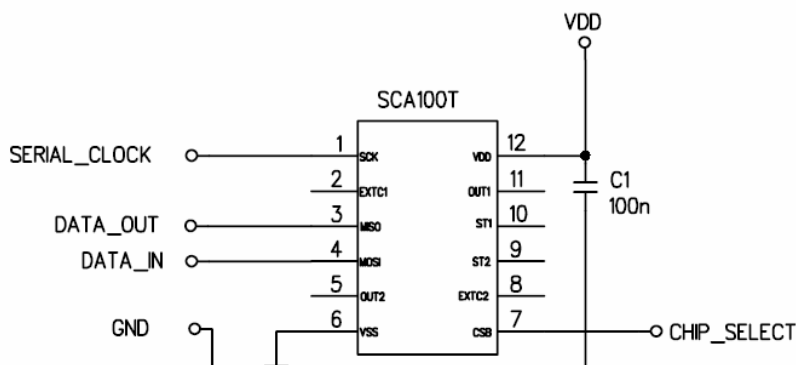 VDD
SCA100T
SERIAL_CLOCK 1 SCK VDD 12
2 EXTC1 OUT1 11 C1
100n
DATA_OUT 3 MISO ST1 10
DATA_IN 4 MOSI ST2 9
5 OUT2 EXTC2 8
GND 6 VSS CSB 7 CHIP_SELECT